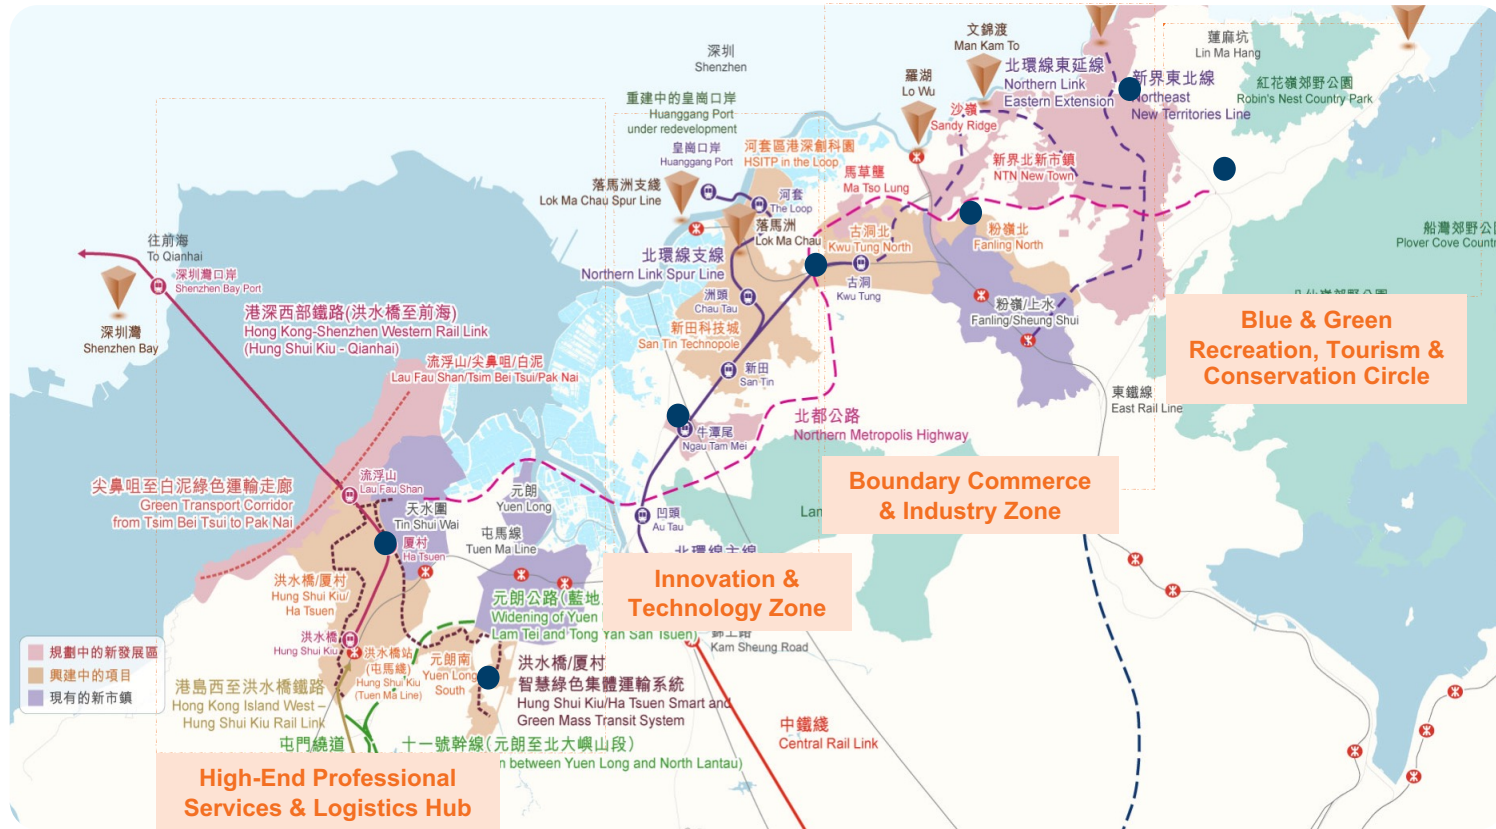 文錦渡
Man Kam To
蓮麻坑
Lin Ma Hang
深圳
Shenzhen
羅湖
Lo Wu
北環線東延線
Northern Link
Eastern Extension
新界東北線
Northeast
New Territories Line
紅花嶺郊野公園
Robin's Nest Country Park
重建中的皇崗口岸
Huanggang Port
under redevelopment
沙嶺
Sandy Ridge
皇崗口岸
Huanggang Port
河套區港深創科園
HSITP in the Loop
馬草壟
Ma Tso Lung
新界北新市鎮
NTN New Town
落馬洲支綫
Lok Ma Chau Spur Line
河套
The Loop
落馬洲
Lok Ma Chau
古洞北
Kwu Tung North
粉嶺北
Fanling North
船灣郊野公
Plover Cove Countr
往前海
To Qianhai
深圳灣口岸
Shenzhen Bay Port
北環線支線
Northern Link Spur Line
洲頭
Chau Tau
古洞
Kwu Tung
粉嶺/上水
Fanling/Sheung Shui
深圳灣
Shenzhen Bay
港深西部鐵路(洪水橋至前海)
Hong Kong-Shenzhen Western Rail Link
(Hung Shui Kiu - Qianhai)
新田科技城
San Tin Technopole
Blue & Green
Recreation, Tourism &
Conservation Circle
流浮山/尖鼻咀/白泥
Lau Fau Shan/Tsim Bei Tsui/Pak Nai
新田
San Tin
東鐵線
East Rail Line
北都公路
Northern Metropolis Highway
牛潭尾
Ngau Tam Mei
尖鼻咀至白泥綠色運輸走廊
Green Transport Corridor
from Tsim Bei Tsui to Pak Nai
流浮山
Lau Fau Shan
天水圍
Tin Shui Wai
元朗
Yuen Long
屯馬線
Tuen Ma Line
凹頭
Au Tau
Boundary Commerce
& Industry Zone
Lan
厦村
Ha Tsuen
北環線主線
洪水橋/厦村
Hung Shui Kiu/
Ha Tsuen
Innovation &
Technology Zone
元朗公路(藍地
Widening of Yuen
Lam Tei and Tong Yan San Tsuen)
錦上路
Kam Sheung Road
洪水橋
Hung Shui Kiu
洪水橋站
(屯馬綫)
Hung Shui Kiu
(Tuen Ma Line)
元朗南
Yuen Long
South
洪水橋/厦村
智慧綠色集體運輸系統
Hung Shui Kiu/Ha Tsuen Smart and
Green Mass Transit System
規劃中的新發展區
興建中的項目
現有的新市鎮
港島西至洪水橋鐵路
Hong Kong Island West –
Hung Shui Kiu Rail Link
中鐵綫
Central Rail Link
屯門繞道
十一號幹線(元朗至北大嶼山段)
n between Yuen Long and North Lantau)
High-End Professional
Services & Logistics Hub